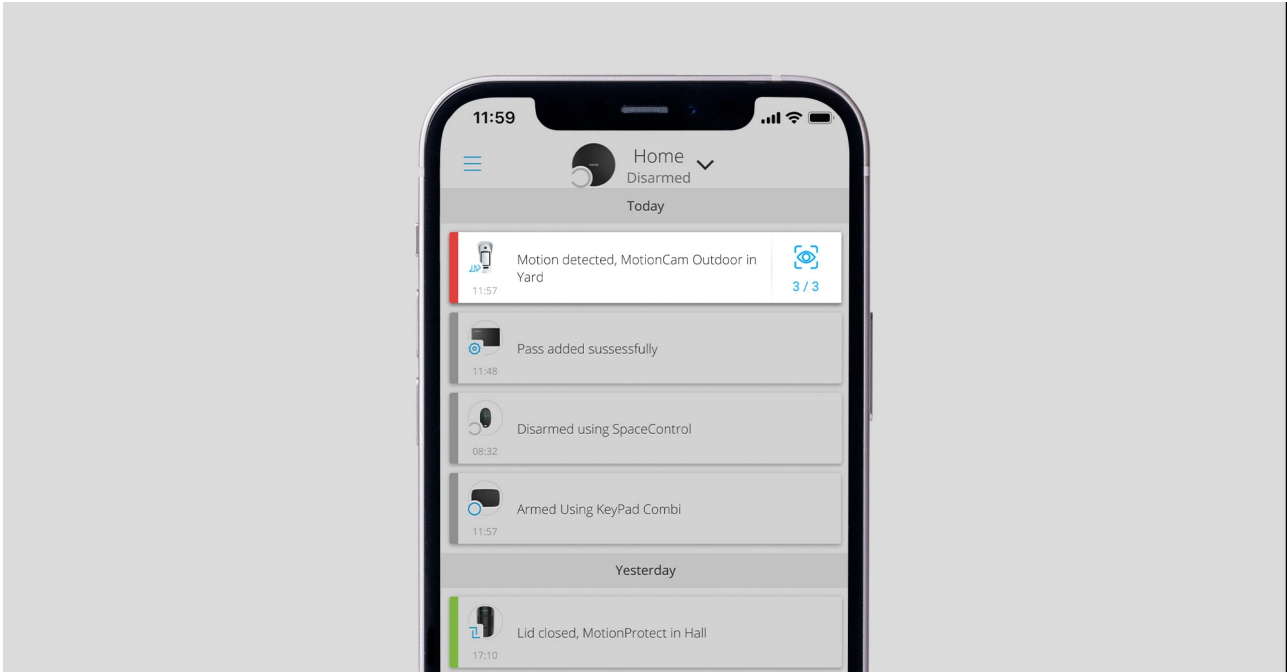 11:59
Home
Disarmed
Today
Motion detected, MotionCam Outdoor in
Yard
11:57
3 / 3
Pass added sussessfully
11:48
Disarmed using SpaceControl
08:32
Armed Using KeyPad Combi
11:57
Yesterday
Lid closed, MotionProtect in Hall
17:10